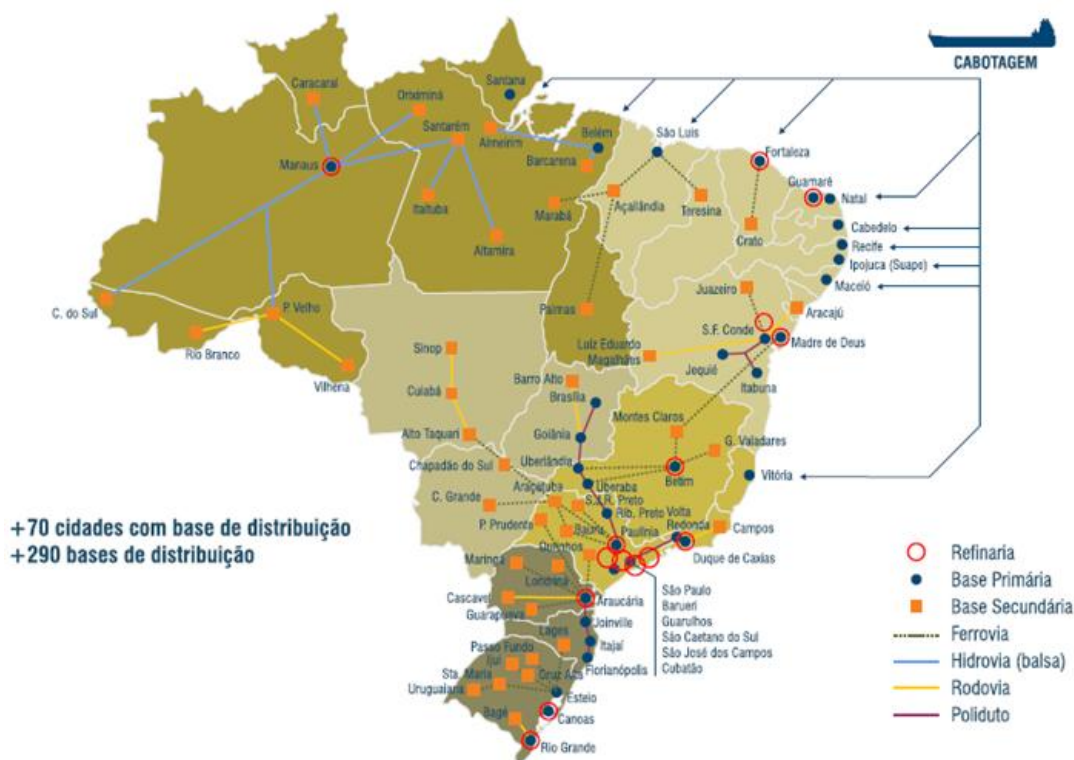 CABOTAGEM
Caracaraí
Oroximiná
Santana
Santarém
Almeirim
Belém
São Luis
Fortaleza
Manaus
Barcarena
Guamaré
Natal
Itaituba
Marabá
Açailândia
Teresina
Crato
Cabedelo
Recife
Altamira
Ipojuca (Suape)
Maceió
Juazeiro
Palmas
C. do Sul
P. Velho
Aracajú
S.F. Conde
Rio Branco
Sinop
Luiz Eduardo
Magalhães
Madre de Deus
Vilhena
Jequié
Itabuna
Cuiabá
Barro Alto
Brasília
Montes Claros
Alto Taquari
Goiânia
G. Valadares
Chapadão do Sul
Uberlândia
Betim
Vitória
Araçatuba
Uberaba
C. Grande
S.J.R. Preto
Rib. Preto
Volta
Redonda
+70 cidades com base de distribuição
+290 bases de distribuição
P. Prudente
Bauru
Paulínia
Campos
Ourinhos
Duque de Caxias
Maringá
Londrina
Cascavel
Araucária
Guarapuava
São Paulo
Barueri
Guarulhos
São Caetano do Sul
São José dos Campos
Cubatão
Joinville
Lages
Itajaí
Passo Fundo
Ijuí
Florianópolis
Sta. Maria
Cruz Alta
Uruguaiana
Esteio
Bagé
Canoas
Rio Grande
Refinaria
Base Primária
Base Secundária
Ferrovia
Hidrovia (balsa)
Rodovia
Poliduto